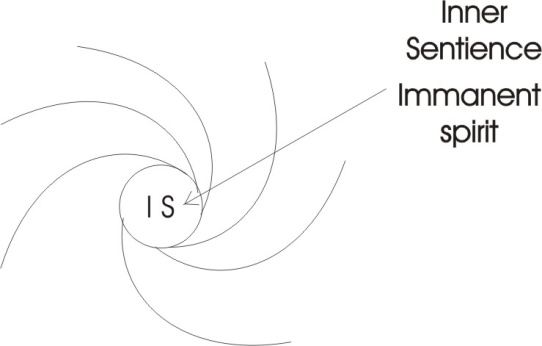 Inner
Sentience
Immanent
spirit
I S